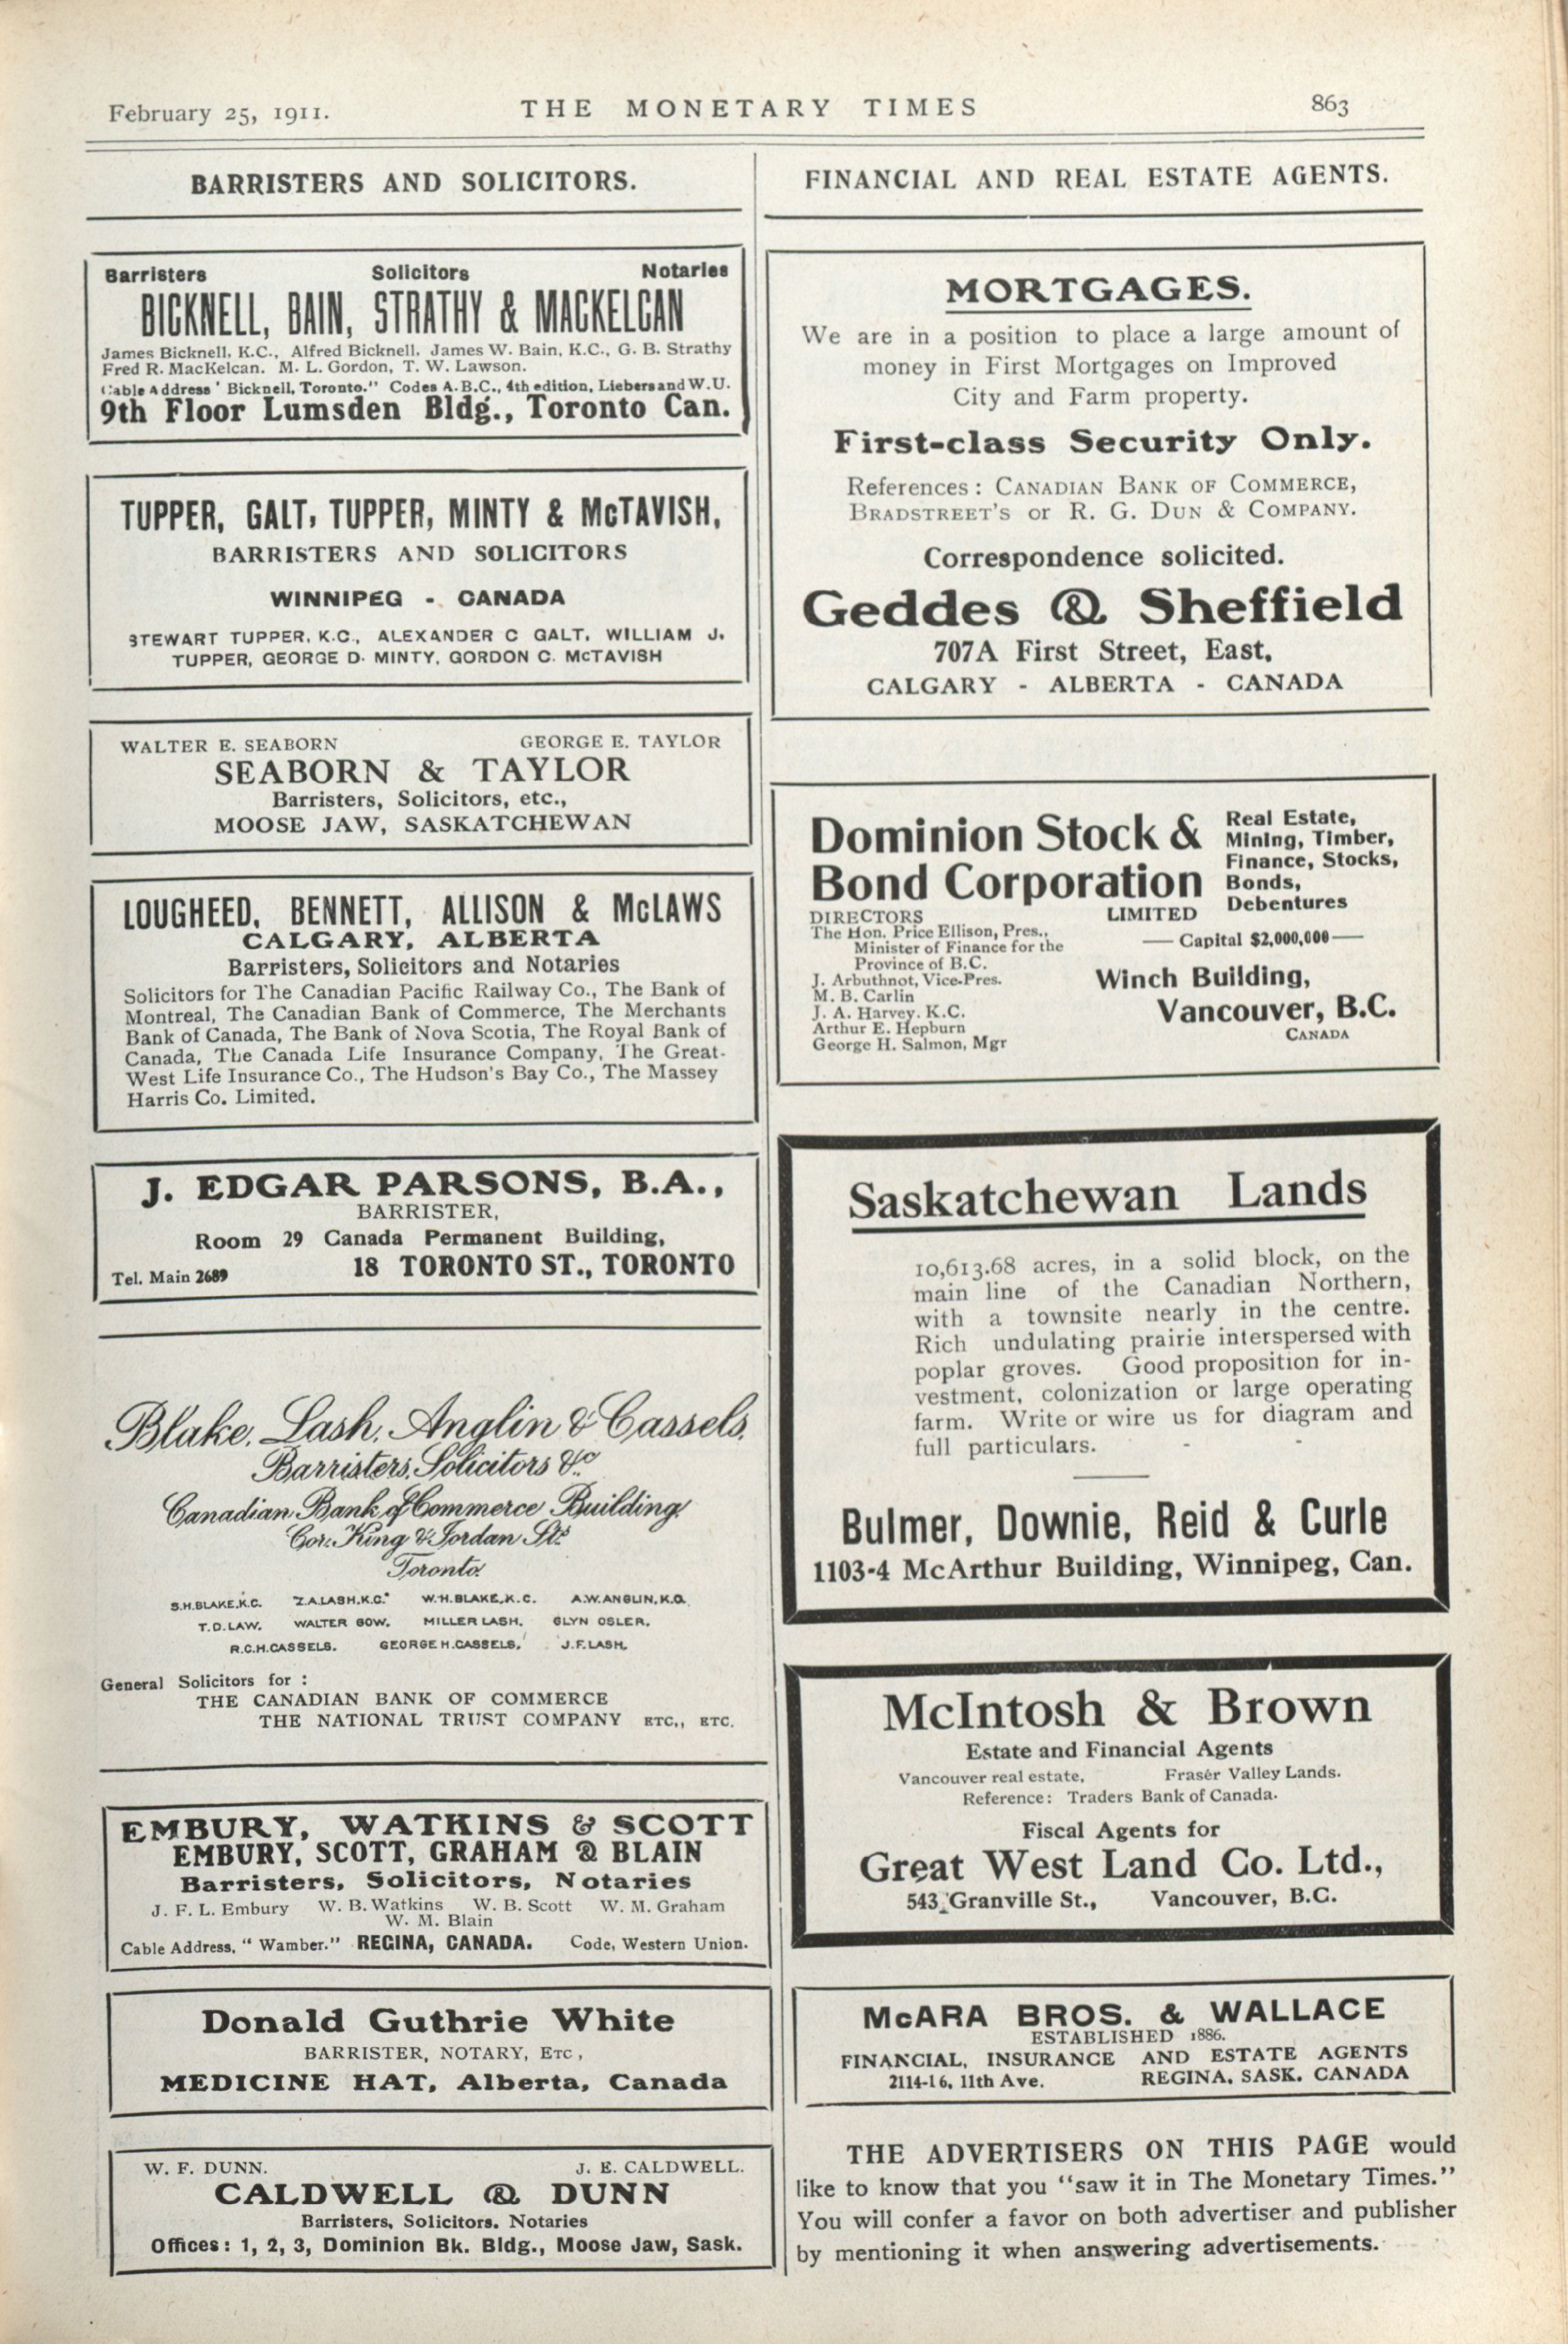 February 25, 1911.
THE MONETARY TIMES
863
BARRISTERS AND SOLICITORS.
Barristers Solicitors Notaries
BICKNELL, BAIN, STRATHY & MACKELCAN
James Bicknell, K.C., Alfred Bicknell, James W. Bain, K.C., G. B. Strathy
Fred R. MacKelcan. M. L. Gordon, T. W. Lawson.
Cable Address ' Bicknell, Toronto." Codes A.B.C., 4th edition, Liebers and W.U.
9th Floor Lumsden Bldg., Toronto Can.
TUPPER, GALT, TUPPER, MINTY & McTAVISH,
BARRISTERS AND SOLICITORS
WINNIPEG - CANADA
STEWART TUPPER, K.C., ALEXANDER C GALT, WILLIAM J.
TUPPER, GEORGE D. MINTY, GORDON C. McTAVISH
WALTER E. SEABORN GEORGE E. TAYLOR
SEABORN & TAYLOR
Barristers, Solicitors, etc.,
MOOSE JAW, SASKATCHEWAN
LOUGHEED, BENNETT, ALLISON & McLAWS
CALGARY, ALBERTA
Barristers, Solicitors and Notaries
Solicitors for The Canadian Pacific Railway Co., The Bank of
Montreal, The Canadian Bank of Commerce, The Merchants
Bank of Canada, The Bank of Nova Scotia, The Royal Bank of
Canada, The Canada Life Insurance Company, The Great-
West Life Insurance Co., The Hudson's Bay Co., The Massey
Harris Co. Limited.
J. EDGAR PARSONS, B.A.,
BARRISTER,
Room 29 Canada Permanent Building,
Tel. Main 2689 18 TORONTO ST., TORONTO
Blake, Lash, Anglin & Cassels,
Barristers, Solicitors &c.
Canadian Bank of Commerce Building,
Cor. King & Jordan Sts.
Toronto.
S.H.BLAKE,K.C. Z.A.LASH,K.C. W.H.BLAKE,K.C. A.W.ANGLIN,K.C.
T.D.LAW. WALTER GOW. MILLER LASH. GLYN OSLER.
R.C.H.CASSELS. GEORGE H.CASSELS. J.F.LASH.
General Solicitors for :
THE CANADIAN BANK OF COMMERCE
THE NATIONAL TRUST COMPANY ETC., ETC.
EMBURY, WATKINS & SCOTT
EMBURY, SCOTT, GRAHAM & BLAIN
Barristers, Solicitors, Notaries
J. F. L. Embury W. B. Watkins W. B. Scott W. M. Graham
W. M. Blain
Cable Address, " Wamber." REGINA, CANADA. Code, Western Union.
Donald Guthrie White
BARRISTER, NOTARY, ETC ,
MEDICINE HAT, Alberta, Canada
W. F. DUNN. J. E. CALDWELL.
CALDWELL & DUNN
Barristers, Solicitors. Notaries
Offices: 1, 2, 3, Dominion Bk. Bldg., Moose Jaw, Sask.
FINANCIAL AND REAL ESTATE AGENTS.
MORTGAGES.
We are in a position to place a large amount of
money in First Mortgages on Improved
City and Farm property.
First-class Security Only.
References: CANADIAN BANK OF COMMERCE,
BRADSTREET'S or R. G. DUN & COMPANY.
Correspondence solicited.
Geddes & Sheffield
707A First Street, East,
CALGARY - ALBERTA - CANADA
Dominion Stock &
Bond Corporation
LIMITED
Real Estate,
Mining, Timber,
Finance, Stocks,
Bonds,
Debentures
DIRECTORS
The Hon. Price Ellison, Pres.,
Minister of Finance for the
Province of B.C.
J. Arbuthnot, Vice-Pres.
M. B. Carlin
J. A. Harvey. K.C.
Arthur E. Hepburn
George H. Salmon, Mgr
— Capital $2,000,000 —
Winch Building,
Vancouver, B.C.
CANADA
Saskatchewan Lands
10,613.68 acres, in a solid block, on the
main line of the Canadian Northern,
with a townsite nearly in the centre.
Rich undulating prairie interspersed with
poplar groves. Good proposition for in-
vestment, colonization or large operating
farm. Write or wire us for diagram and
full particulars.
Bulmer, Downie, Reid & Curle
1103-4 McArthur Building, Winnipeg, Can.
McIntosh & Brown
Estate and Financial Agents
Vancouver real estate, Fraser Valley Lands.
Reference: Traders Bank of Canada.
Fiscal Agents for
Great West Land Co. Ltd.,
543 Granville St., Vancouver, B.C.
McARA BROS. & WALLACE
ESTABLISHED 1886.
FINANCIAL, INSURANCE AND ESTATE AGENTS
2114-16, 11th Ave. REGINA, SASK. CANADA
THE ADVERTISERS ON THIS PAGE would
like to know that you "saw it in The Monetary Times."
You will confer a favor on both advertiser and publisher
by mentioning it when answering advertisements.